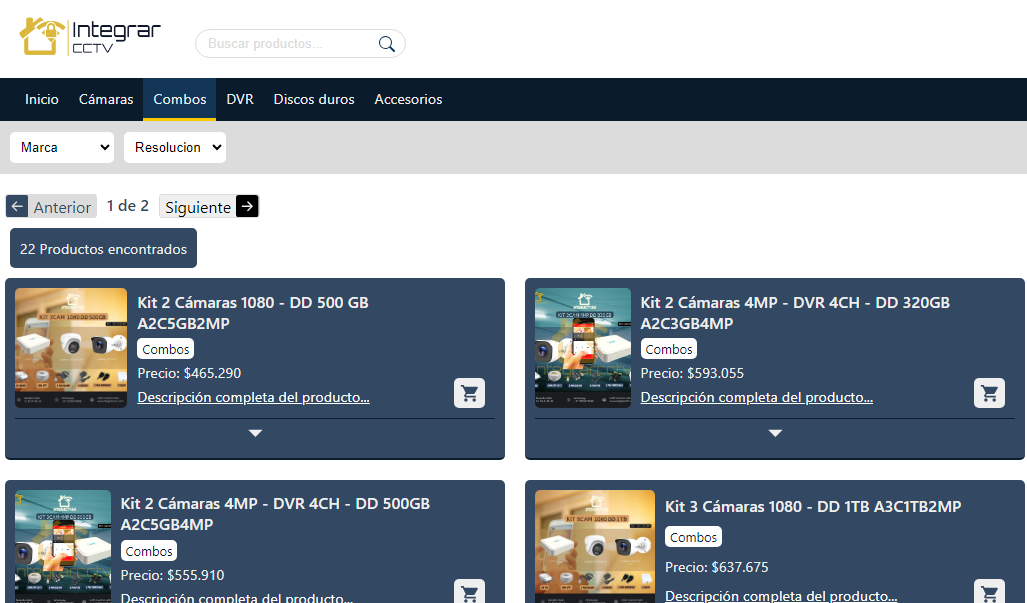 Integrar
CCTV
Buscar productos...
Inicio Cámaras Combos DVR Discos duros Accesorios
Marca Resolucion
Anterior 1 de 2 Siguiente
22 Productos encontrados
Kit 2 Cámaras 1080 - DD 500 GB
A2C5GB2MP
Combos
Precio: $465.290
Descripción completa del producto...
Kit 2 Cámaras 4MP - DVR 4CH - DD 320GB
A2C3GB4MP
Combos
Precio: $593.055
Descripción completa del producto...
Kit 2 Cámaras 4MP - DVR 4CH - DD 500GB
A2C5GB4MP
Combos
Precio: $555.910
Descripción completa del producto...
Kit 3 Cámaras 1080 - DD 1TB A3C1TB2MP
Combos
Precio: $637.675
Descripción completa del producto...